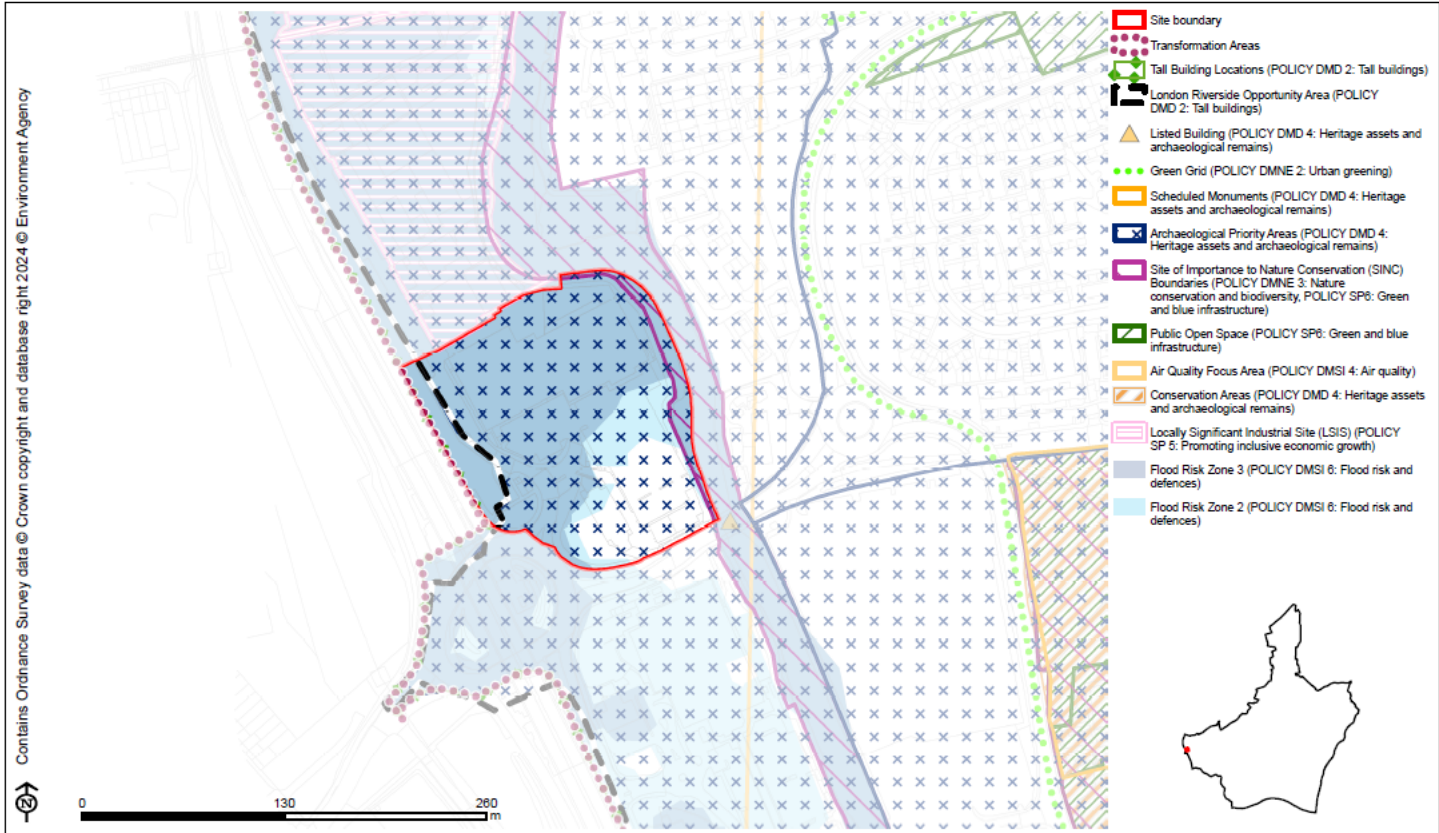 Contains Ordnance Survey data © Crown copyright and database right 2024 © Environment Agency
N
0 130 260
m
Site boundary
Transformation Areas
Tall Building Locations (POLICY DMD 2: Tall buildings)
London Riverside Opportunity Area (POLICY
DMD 2: Tall buildings)
Listed Building (POLICY DMD 4: Heritage assets and
archaeological remains)
Green Grid (POLICY DMNE 2: Urban greening)
Scheduled Monuments (POLICY DMD 4: Heritage
assets and archaeological remains)
Archaeological Priority Areas (POLICY DMD 4:
Heritage assets and archaeological remains)
Site of Importance to Nature Conservation (SINC)
Boundaries (POLICY DMNE 3: Nature
conservation and biodiversity, POLICY SP6: Green
and blue infrastructure)
Public Open Space (POLICY SP6: Green and blue
infrastructure)
Air Quality Focus Area (POLICY DMSI 4: Air quality)
Conservation Areas (POLICY DMD 4: Heritage assets
and archaeological remains)
Locally Significant Industrial Site (LSIS) (POLICY
SP 5: Promoting inclusive economic growth)
Flood Risk Zone 3 (POLICY DMSI 6: Flood risk and
defences)
Flood Risk Zone 2 (POLICY DMSI 6: Flood risk and
defences)